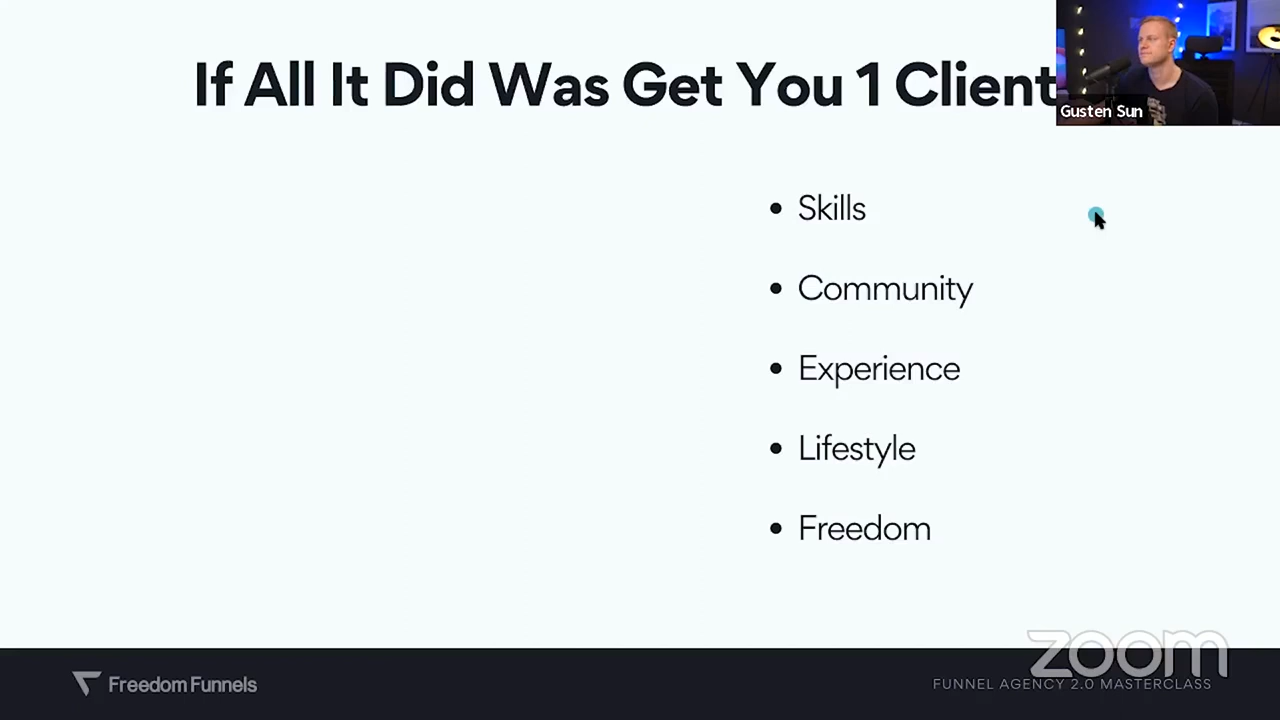 If All It Did Was Get You 1 Client
Gusten Sun
• Skills
• Community
• Experience
• Lifestyle
• Freedom
zoom
Freedom Funnels
FUNNEL AGENCY 2.0 MASTERCLASS